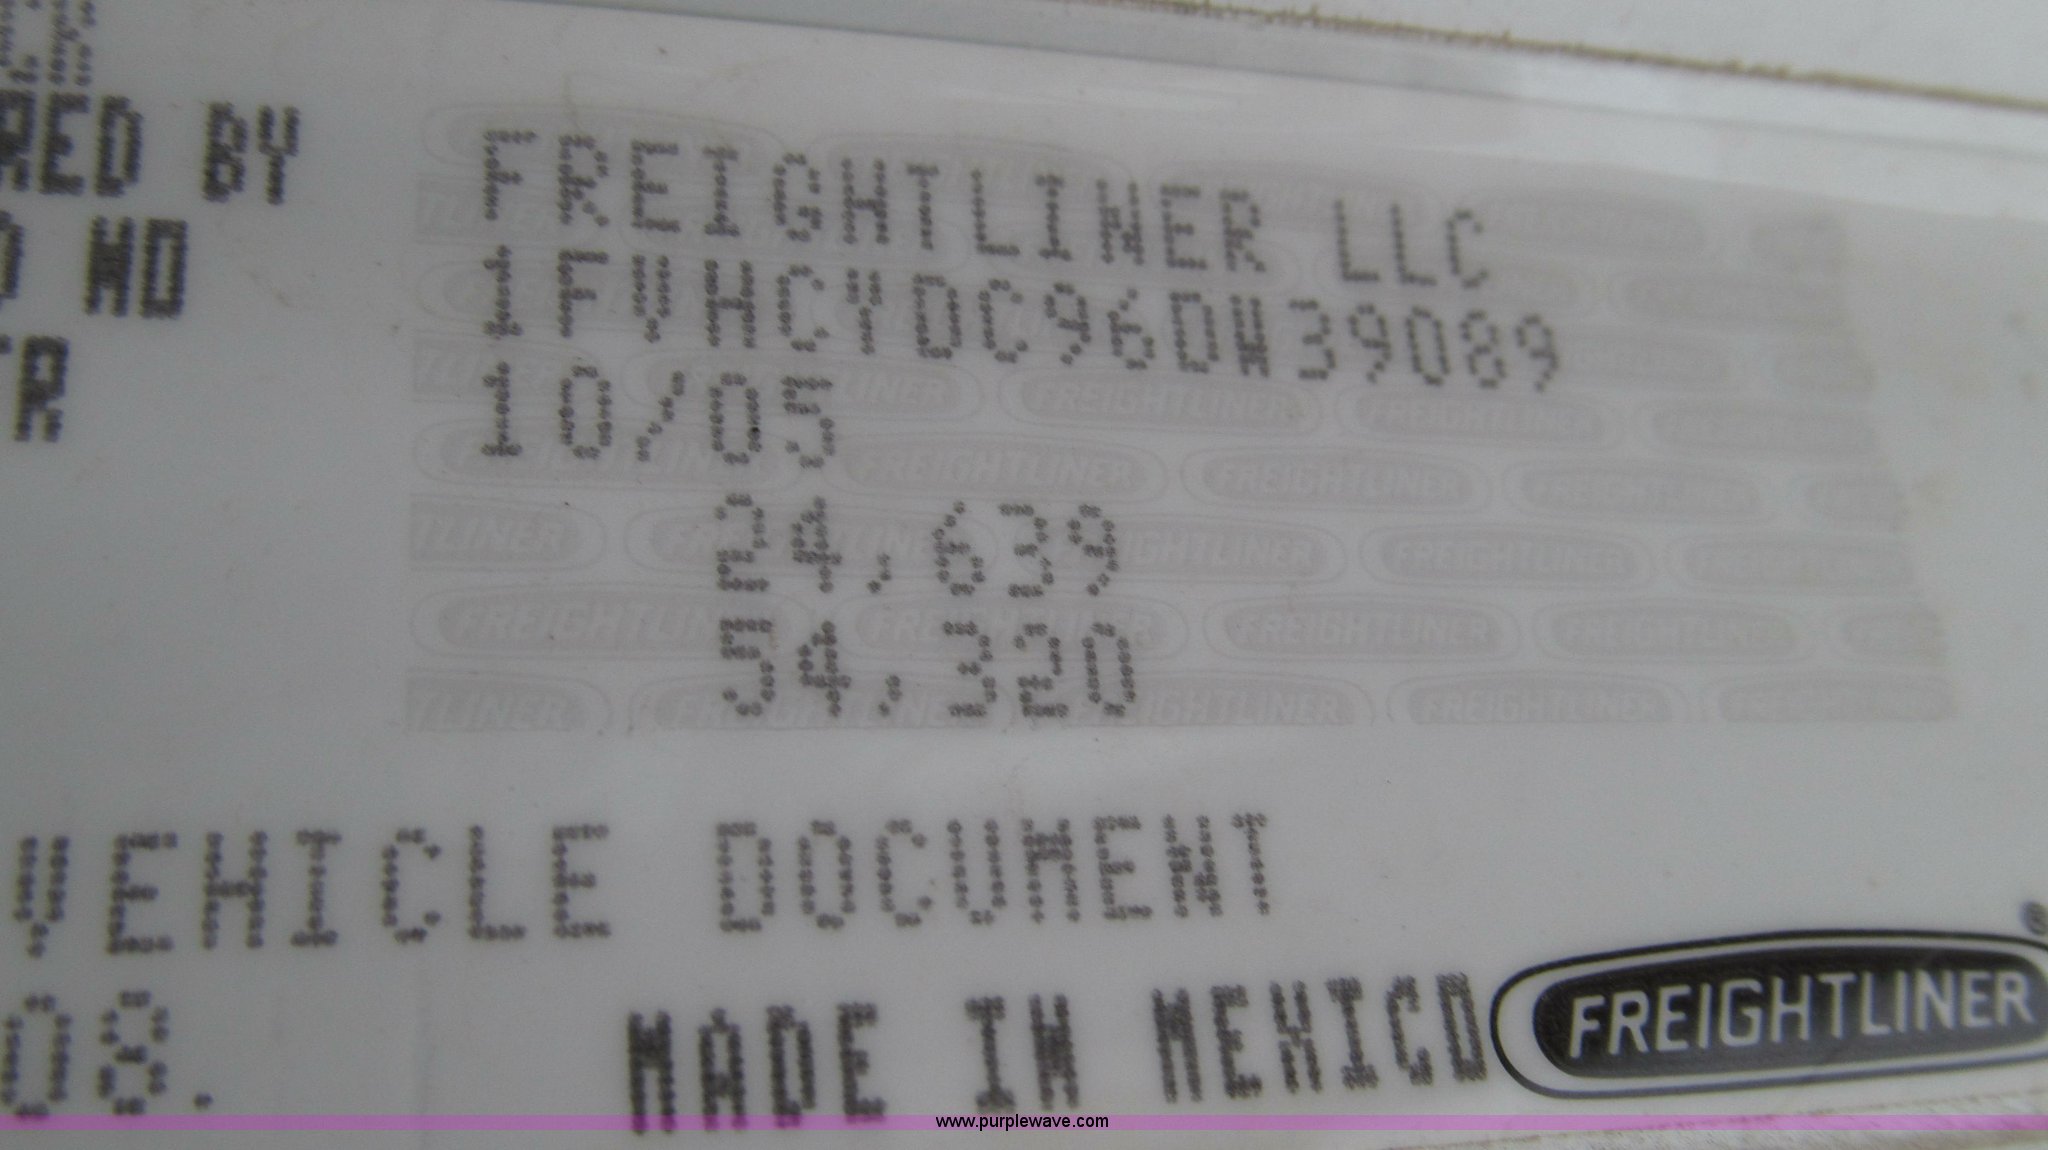 RED BY FREIGHTLINER LLC
NO 1FVHCYDC96DW39089
R 10/05
24,639
54,320
VEHICLE DOCUMENT
08. MADE IN MEXICO FREIGHTLINER®
www.purplewave.com